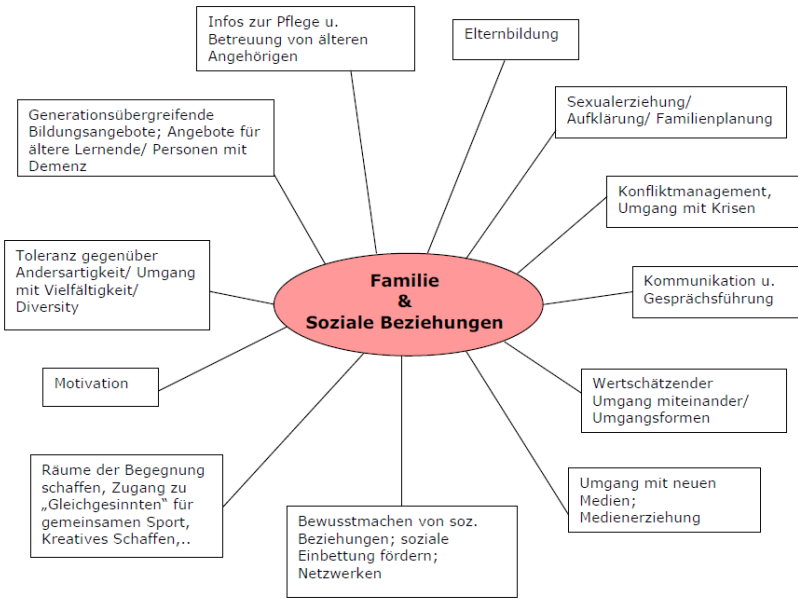 Infos zur Pflege u.
Betreuung von älteren
Angehörigen
Elternbildung
Sexualerziehung/
Aufklärung/ Familienplanung
Generationsübergreifende
Bildungsangebote; Angebote für
ältere Lernende/ Personen mit
Demenz
Konfliktmanagement,
Umgang mit Krisen
Toleranz gegenüber
Andersartigkeit/ Umgang
mit Vielfältigkeit/
Diversity
Familie
&
Soziale Beziehungen
Kommunikation u.
Gesprächsführung
Motivation
Wertschätzender
Umgang miteinander/
Umgangsformen
Räume der Begegnung
schaffen, Zugang zu
„Gleichgesinnten“ für
gemeinsamen Sport,
Kreatives Schaffen,..
Bewusstmachen von soz.
Beziehungen; soziale
Einbettung fördern;
Netzwerken
Umgang mit neuen
Medien;
Medienerziehung